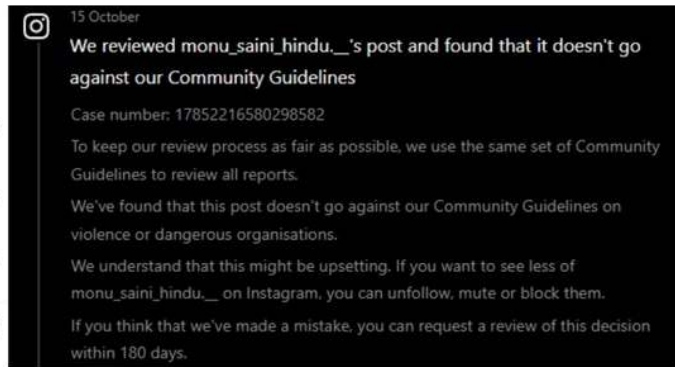 15 October
We reviewed monu_saini_hindu.__'s post and found that it doesn't go
against our Community Guidelines
Case number: 17852216580298582
To keep our review process as fair as possible, we use the same set of Community
Guidelines to review all reports.
We've found that this post doesn't go against our Community Guidelines on
violence or dangerous organisations.
We understand that this might be upsetting. If you want to see less of
monu_saini_hindu.__ on Instagram, you can unfollow, mute or block them.
If you think that we've made a mistake, you can request a review of this decision
within 180 days.